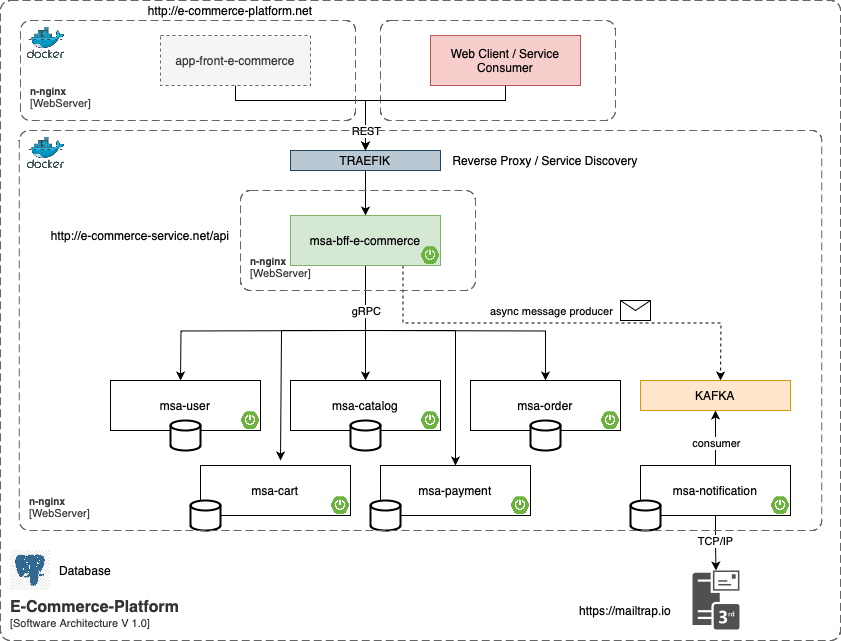 http://e-commerce-platform.net
docker
app-front-e-commerce
Web Client / Service
Consumer
n-nginx
[WebServer]
REST
docker
TRAEFIK
Reverse Proxy / Service Discovery
http://e-commerce-service.net/api
msa-bff-e-commerce
n-nginx
[WebServer]
gRPC
async message producer
msa-user
msa-catalog
msa-order
KAFKA
consumer
msa-cart
msa-payment
msa-notification
n-nginx
[WebServer]
TCP/IP
Database
E-Commerce-Platform
[Software Architecture V 1.0]
https://mailtrap.io
3rd